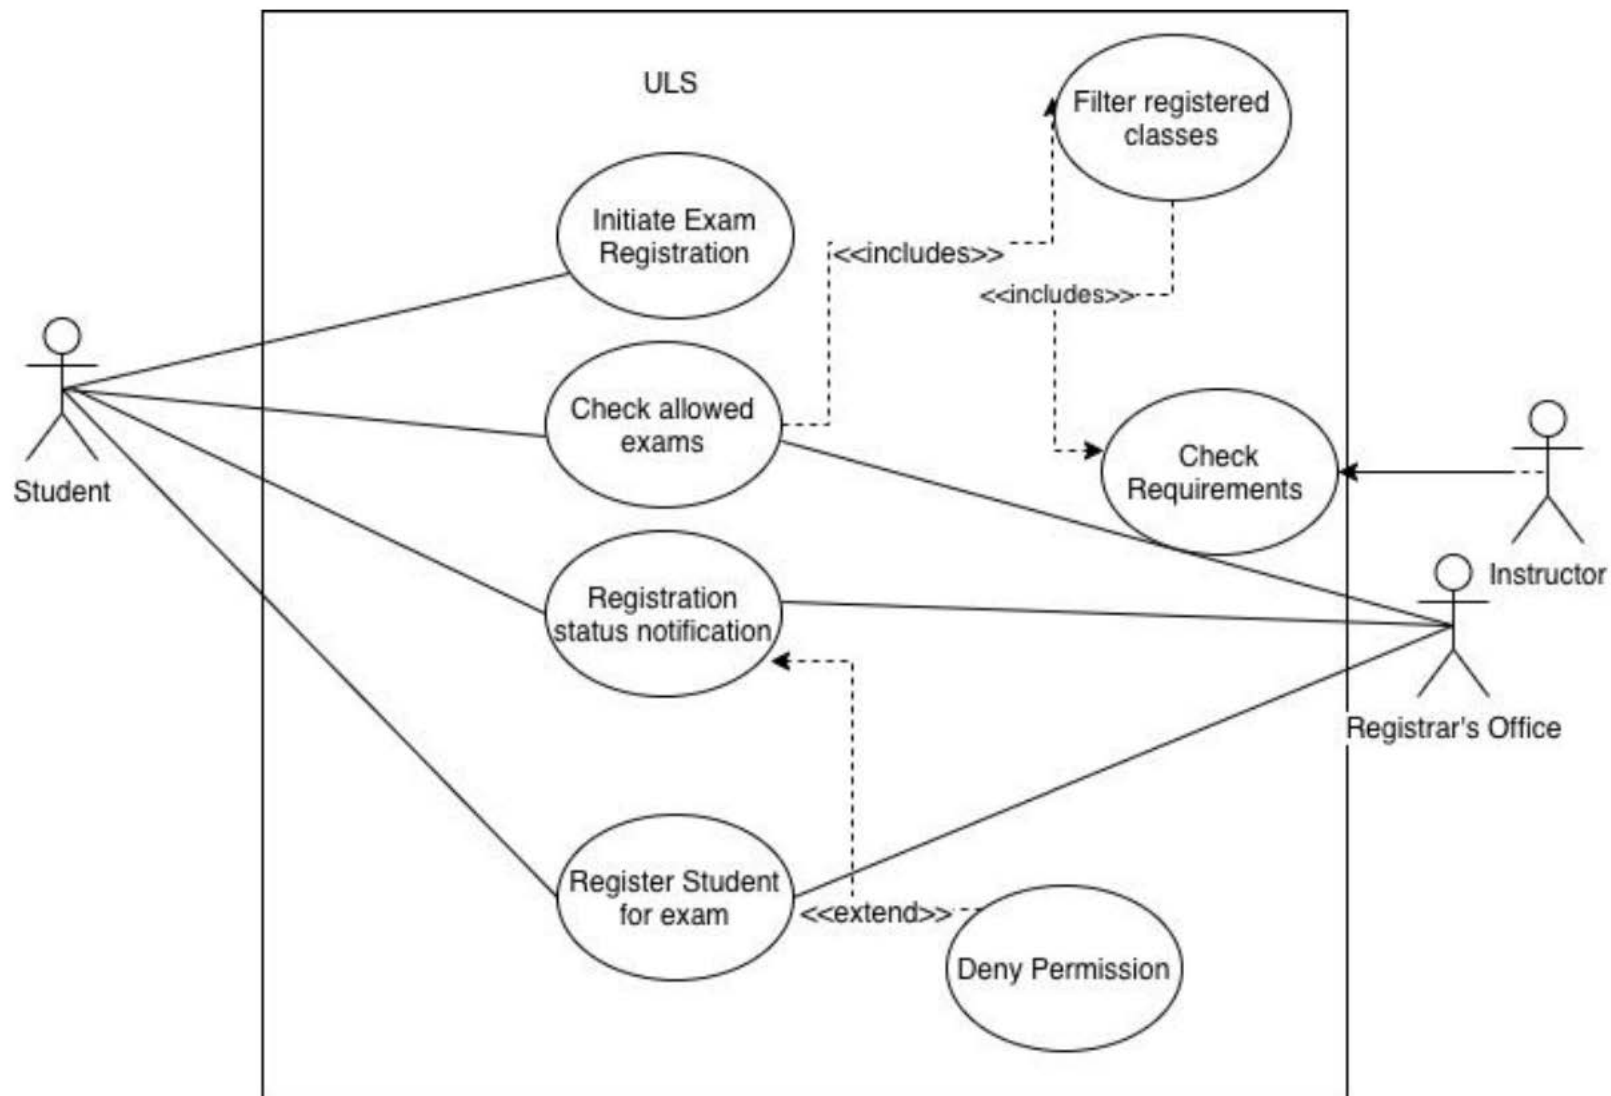 ULS
Filter registered
classes
Initiate Exam
Registration
<<includes>>
<<includes>>
Check allowed
exams
Check
Requirements
Student
Instructor
Registration
status notification
Registrar's Office
Register Student
for exam
<<extend>>
Deny Permission